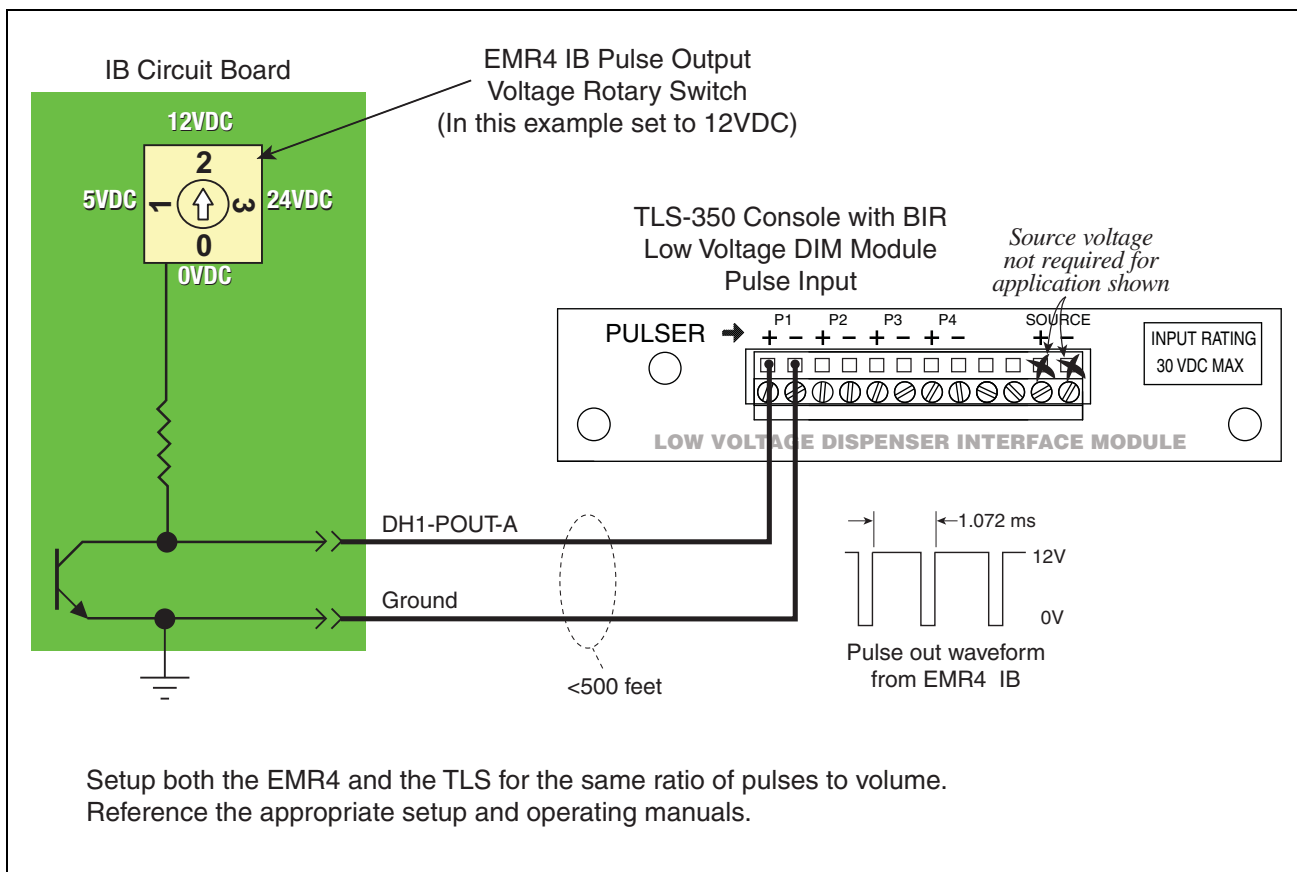 IB Circuit Board
EMR4 IB Pulse Output
Voltage Rotary Switch
(In this example set to 12VDC)
12VDC
2
5VDC
1
3
24VDC
0
0VDC
TLS-350 Console with BIR
Low Voltage DIM Module
Pulse Input
Source voltage
not required for
application shown
PULSER
P1 P2 P3 P4 SOURCE
+ − + − + − + − + −
INPUT RATING
30 VDC MAX
LOW VOLTAGE DISPENSER INTERFACE MODULE
DH1-POUT-A
Ground
<500 feet
1.072 ms
12V
0V
Pulse out waveform
from EMR4 IB
Setup both the EMR4 and the TLS for the same ratio of pulses to volume.
Reference the appropriate setup and operating manuals.